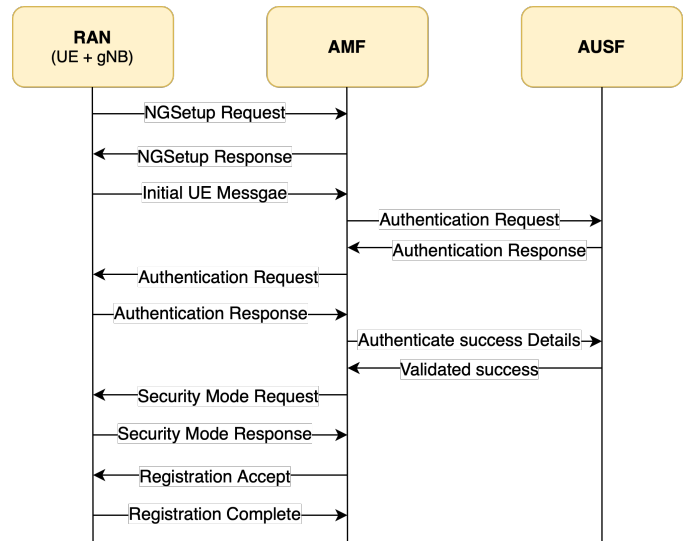 RAN
(UE + gNB)
AMF
AUSF
NGSetup Request
NGSetup Response
Initial UE Messgae
Authentication Request
Authentication Response
Authentication Request
Authentication Response
Authenticate success Details
Validated success
Security Mode Request
Security Mode Response
Registration Accept
Registration Complete